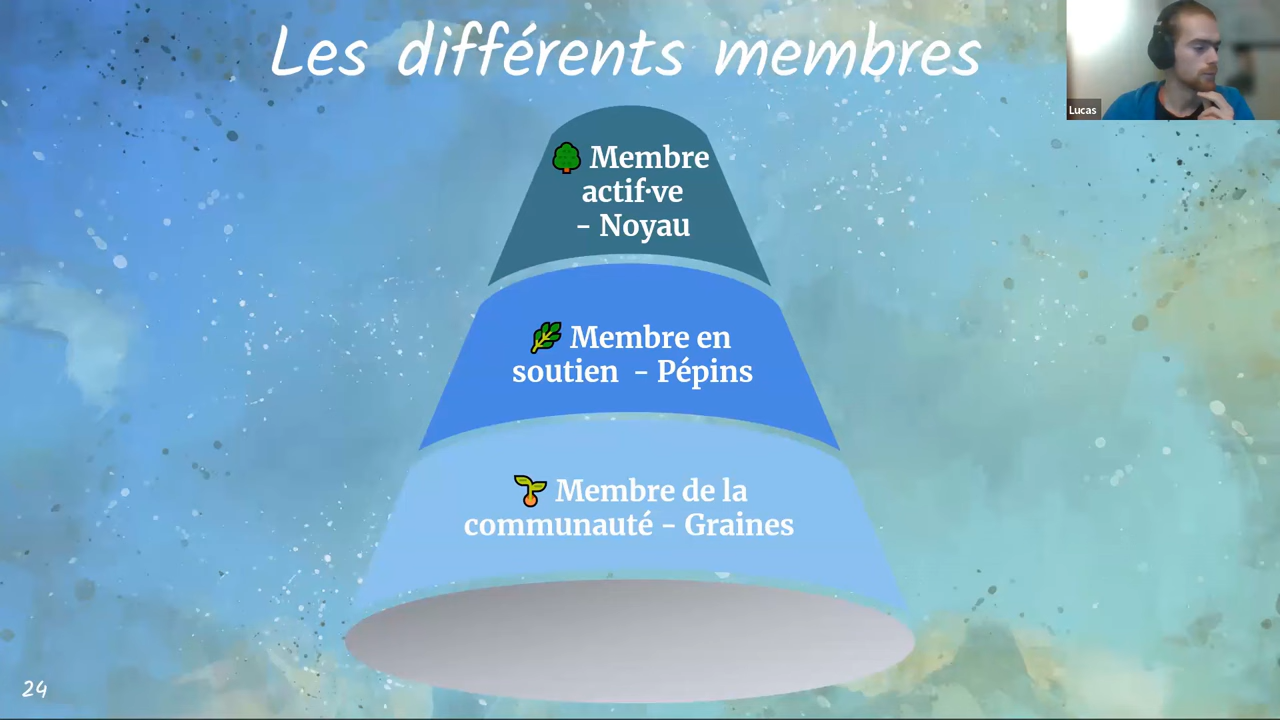 Les différents membres
Lucas
Membre
actif·ve
- Noyau
Membre en
soutien - Pépins
Membre de la
communauté - Graines
24